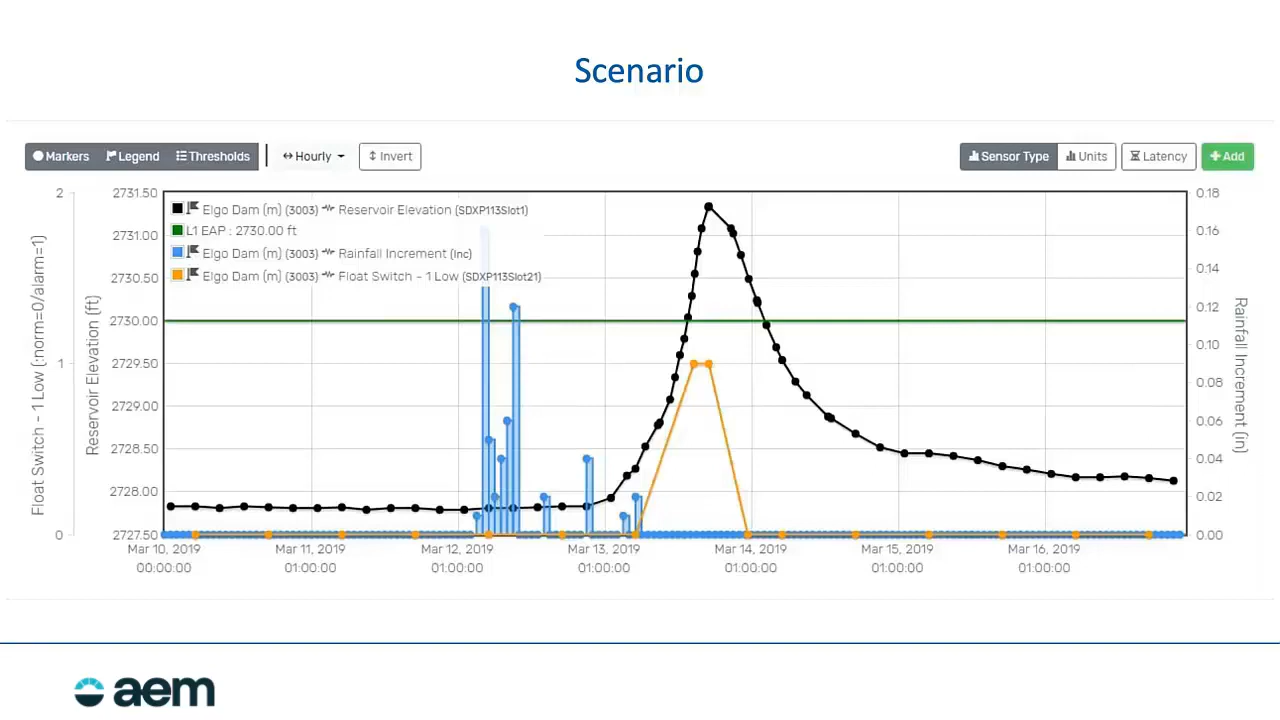 Scenario
Markers Legend Thresholds Hourly Invert Sensor Type Units Latency Add
Elgo Dam (m) (3003) Reservoir Elevation (SDXP113Slot1)
L1 EAP : 2730.00 ft
Elgo Dam (m) (3003) Rainfall Increment (Inc)
Elgo Dam (m) (3003) Float Switch - 1 Low (SDXP113Slot21)
Float Switch - 1 Low (:norm=0/alarm=1)
2
1
0
Reservoir Elevation (ft)
2731.50
2731.00
2730.50
2730.00
2729.50
2729.00
2728.50
2728.00
2727.50
0.18
0.16
0.14
0.12
0.10
0.08
0.06
0.04
0.02
0.00
Rainfall Increment (in)
Mar 10, 2019 Mar 11, 2019 Mar 12, 2019 Mar 13, 2019 Mar 14, 2019 Mar 15, 2019 Mar 16, 2019
00:00:00 01:00:00 01:00:00 01:00:00 01:00:00 01:00:00 01:00:00
aem